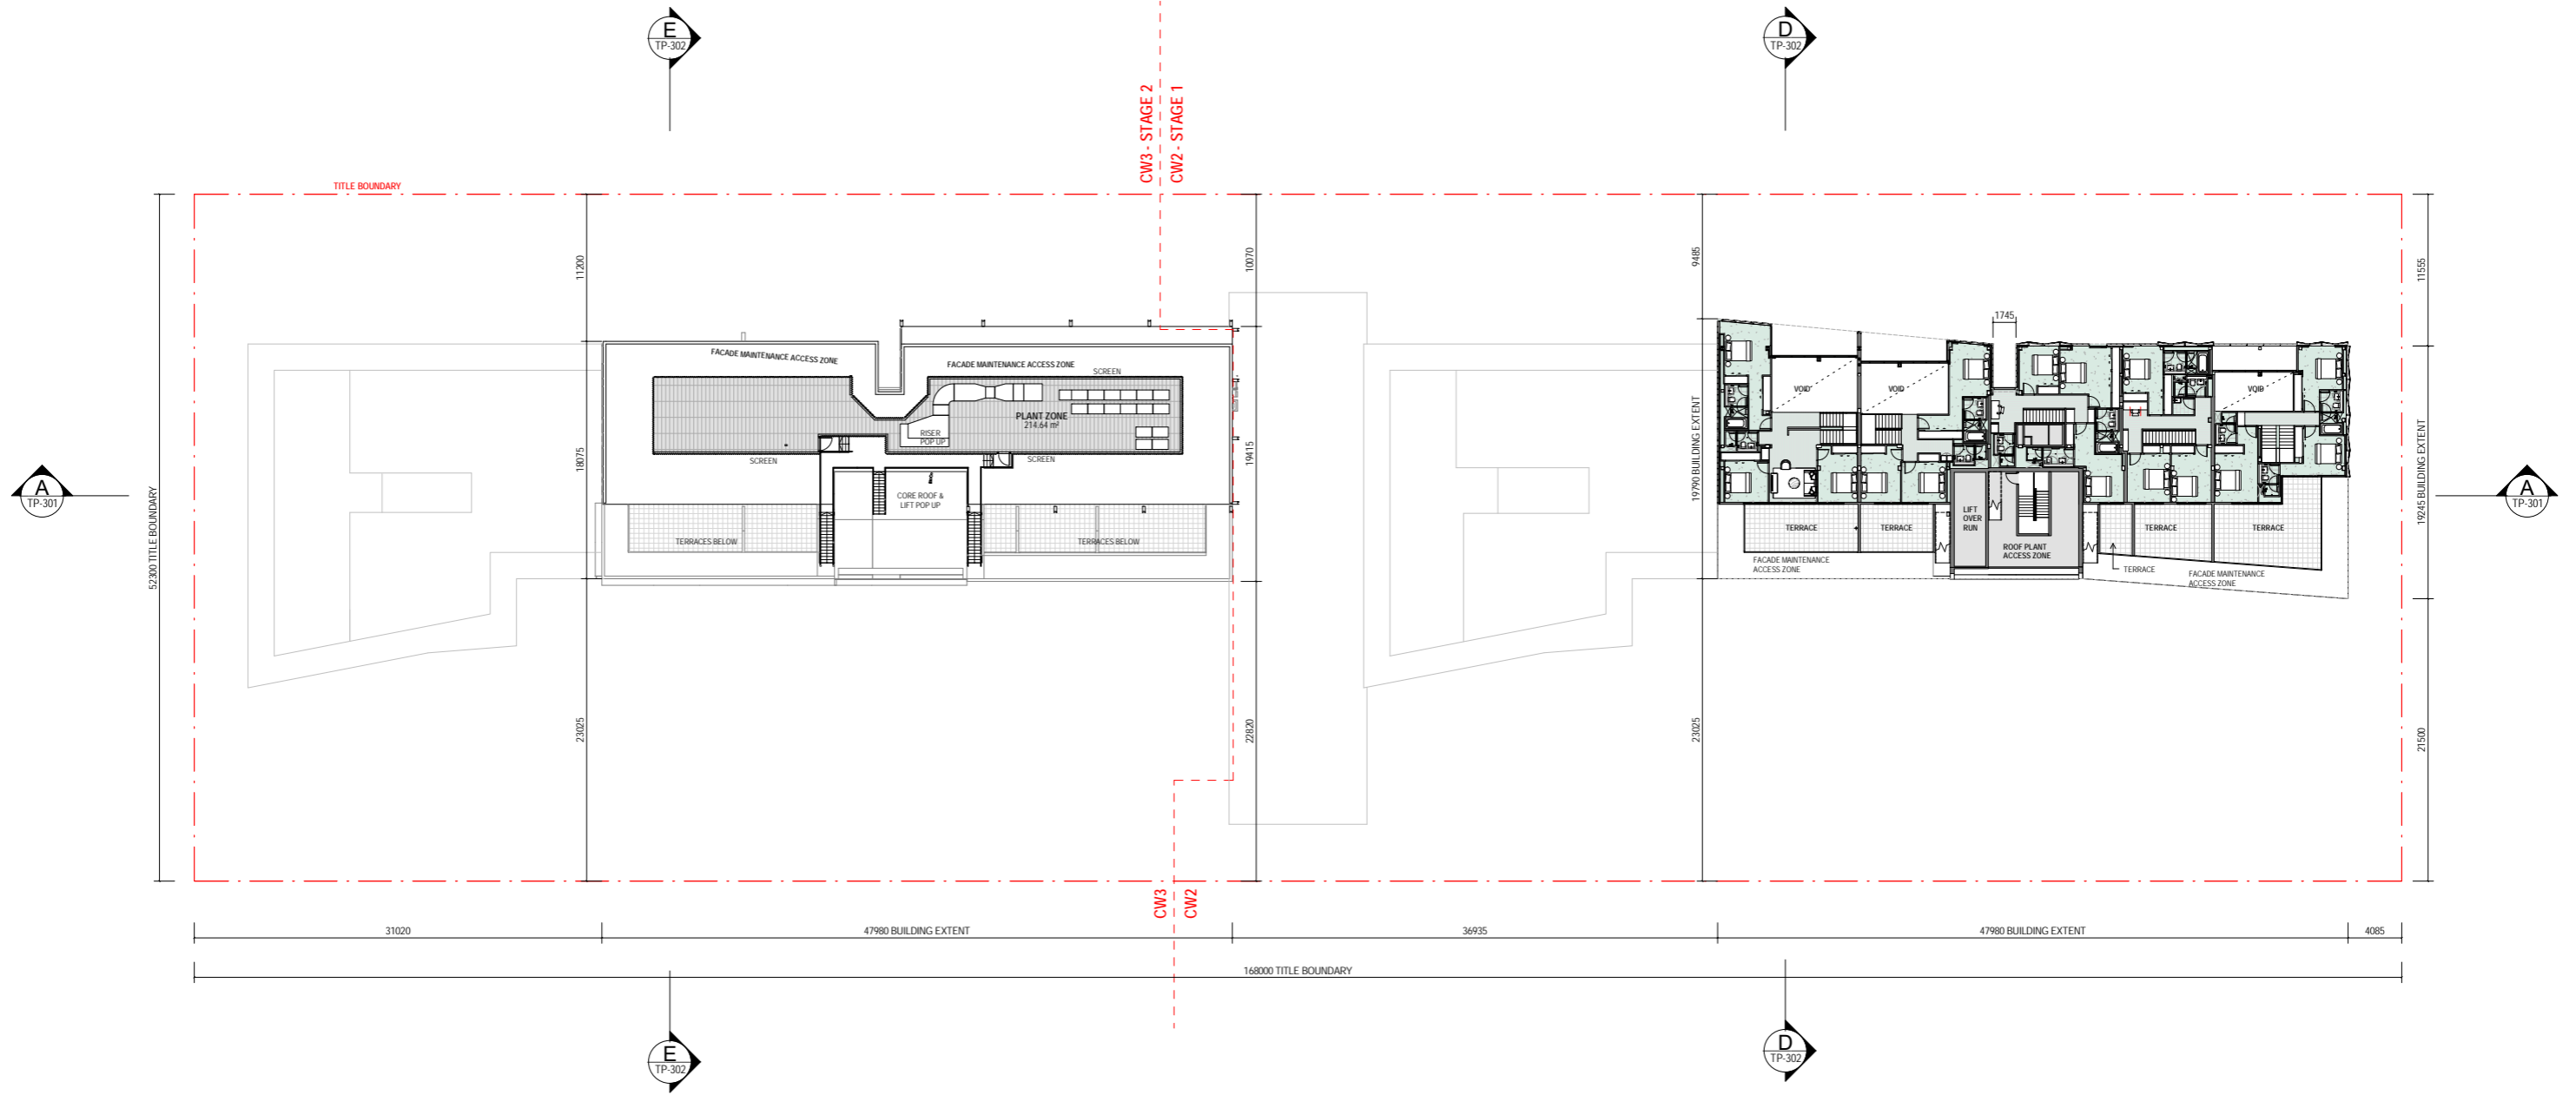 E
TP-302
D
TP-302
CW3 - STAGE 2
CW2 - STAGE 1
TITLE BOUNDARY
11200
10070
9485
11555
1745
FACADE MAINTENANCE ACCESS ZONE
FACADE MAINTENANCE ACCESS ZONE
SCREEN
PLANT ZONE
214.64 m²
RISER
POP UP
SCREEN
SCREEN
CORE ROOF &
LIFT POP UP
TERRACES BELOW
TERRACES BELOW
VOID
VOID
VOID
A
TP-301
A
TP-301
52300 TITLE BOUNDARY
18075
19415
19790 BUILDING EXTENT
19245 BUILDING EXTENT
LIFT
OVER
RUN
ROOF PLANT
ACCESS ZONE
TERRACE
TERRACE
TERRACE
TERRACE
TERRACE
FACADE MAINTENANCE
ACCESS ZONE
FACADE MAINTENANCE
ACCESS ZONE
23025
22820
23025
21500
CW3
CW2
31020
47980 BUILDING EXTENT
36935
47980 BUILDING EXTENT
4085
168000 TITLE BOUNDARY
E
TP-302
D
TP-302